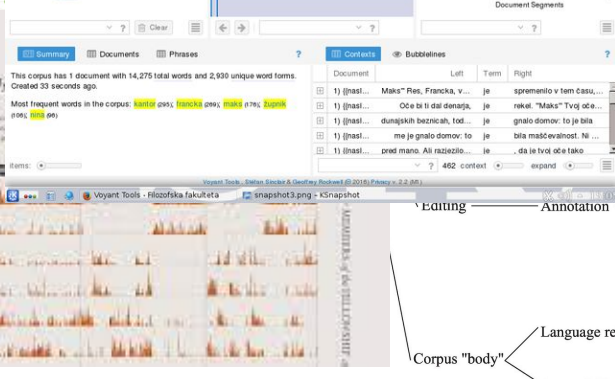 Document Segments
? Clear ?
Summary Documents Phrases ?
This corpus has 1 document with 14,275 total words and 2,930 unique word forms.
Created 33 seconds ago.
Most frequent words in the corpus: kantor (295); francka (269); maks (176); župnik
(106); nina (96)
items:
Contexts Bubblelines ?
Document Left Term Right
1) {{nasl... Maks" Res, Francka, v... je spremenilo v tem času,...
1) {{nasl... Oče bi ti dal denarja, je rekel. "Maks" Tvoj oče...
1) {{nasl... dunajskih beznicah, tod... je gnalo domov: to je bila
1) {{nasl... me je gnalo domov: to je bila maščevalnost. Ni ...
1) {{nasl... pred mano. Ali razjezilo... je , da je tvoj oče tako
? 462 context expand
Voyant Tools , Stéfan Sinclair & Geoffrey Rockwell (© 2016) Privacy v. 2.2 (M1)
Voyant Tools - Filozofska fakulteta
snapshot3.png - KSnapshot
Editing
Annotation
Corpus "body"
Language re